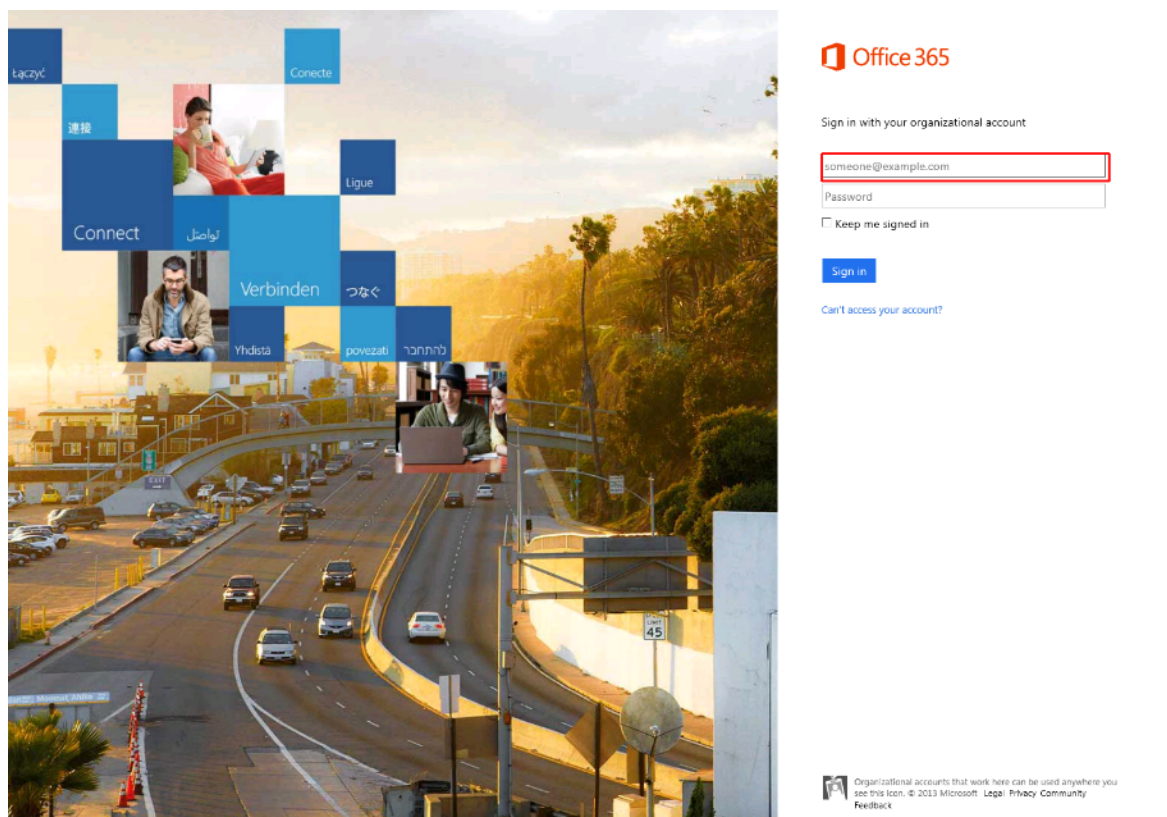 Łączyć
Conecte
連接
Ligue
Connect
تواصَل
Verbinden
つなぐ
Yhdistä
povezati
להתחבר
EXIT
LIMIT
45
Office 365
Sign in with your organizational account
someone@example.com
Password
Keep me signed in
Sign in
Can't access your account?
Organizational accounts that work here can be used anywhere you
see this icon. © 2013 Microsoft Legal Privacy Community
Feedback